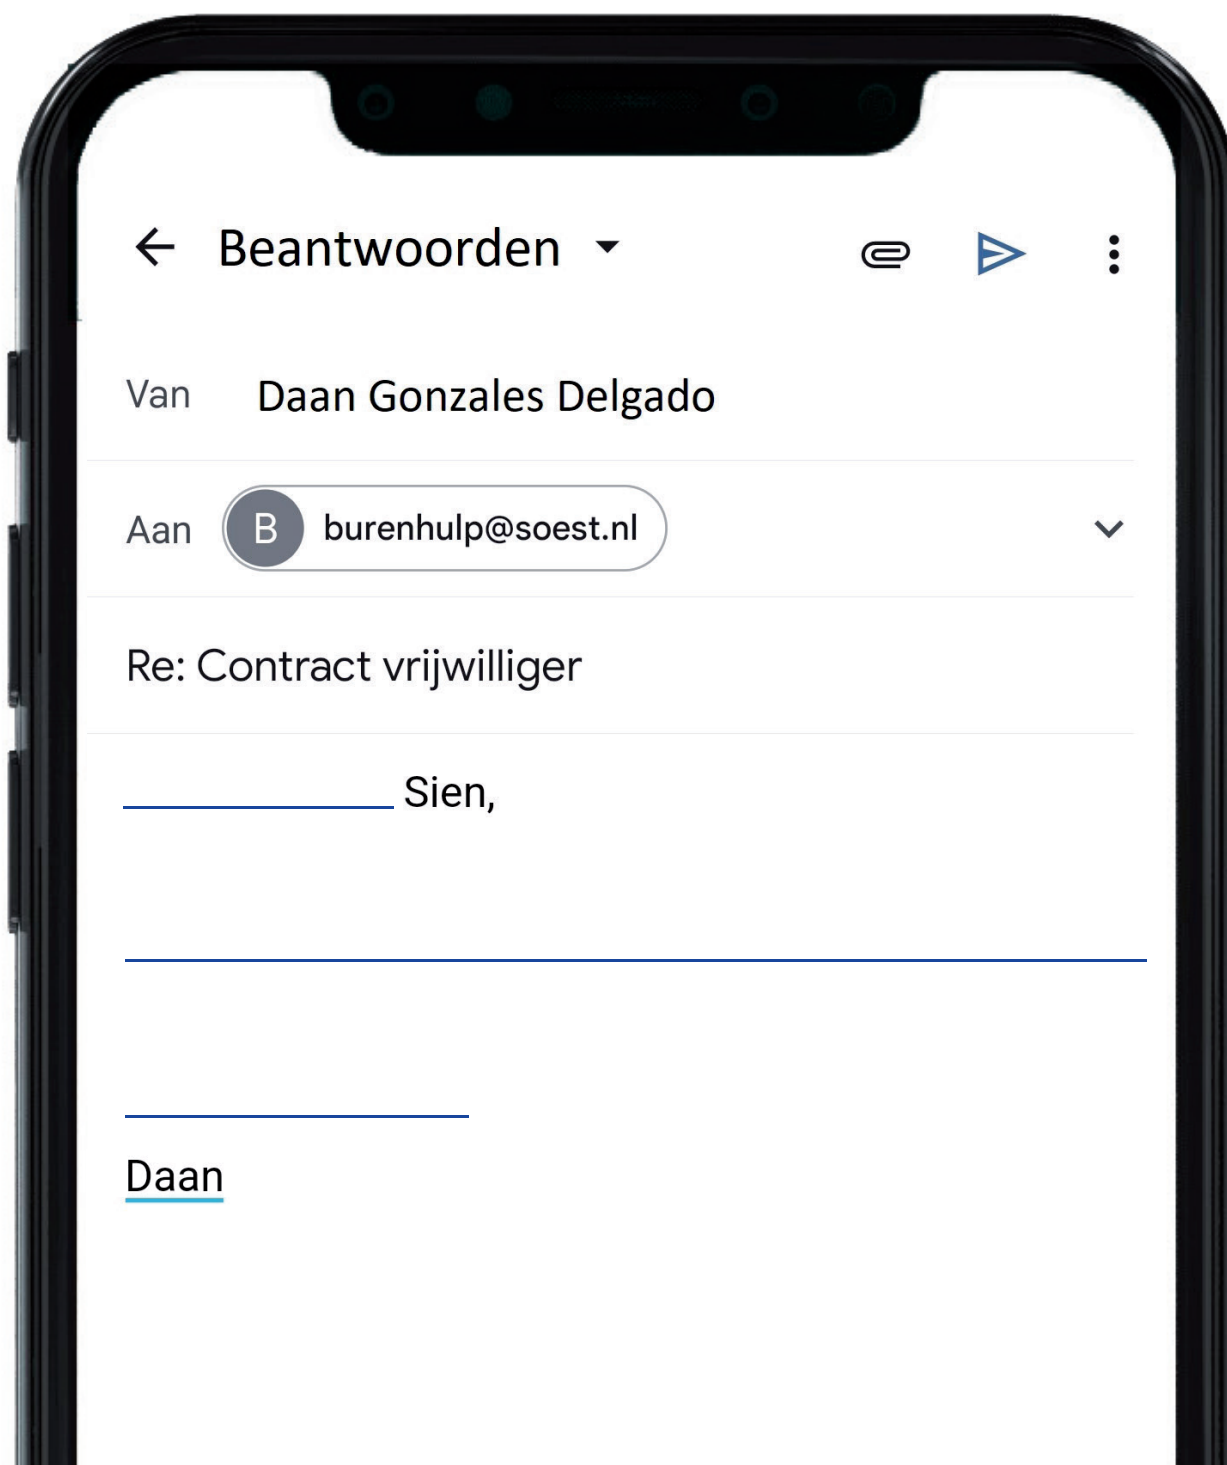 Beantwoorden
Van Daan Gonzales Delgado
Aan B burenhulp@soest.nl
Re: Contract vrijwilliger
Sien,
Daan